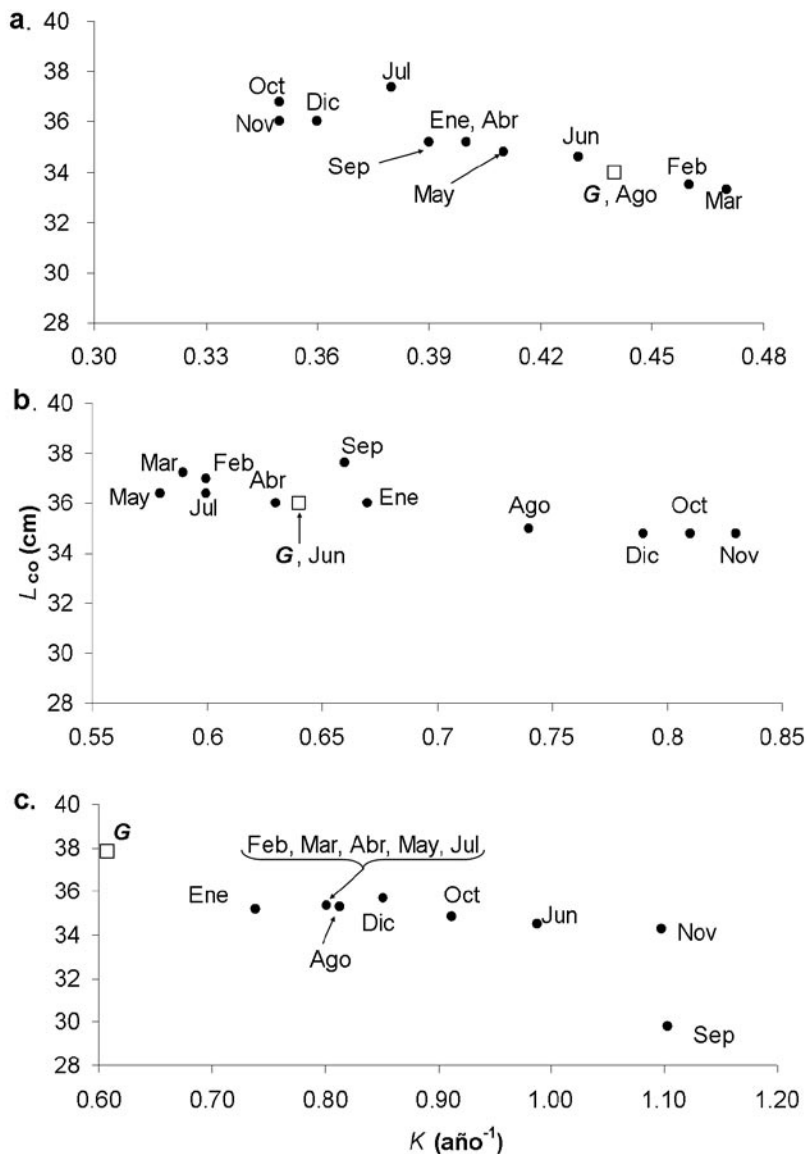 a.
40
38
36
34
32
30
28
Oct
Nov
Dic
Jul
Sep
Ene, Abr
May
Jun
G , Ago
Feb
Mar
0.30
0.33
0.36
0.39
0.42
0.45
0.48
b.
40
38
36
34
32
30
28
L co (cm)
Mar
May
Feb
Jul
Abr
G , Jun
Sep
Ene
Ago
Dic
Oct
Nov
0.55
0.6
0.65
0.7
0.75
0.8
0.85
c.
40
38
36
34
32
30
28
G
Ene
Feb, Mar, Abr, May, Jul
Ago
Dic
Oct
Jun
Nov
Sep
0.60
0.70
0.80
0.90
1.00
1.10
1.20
K (año-1)